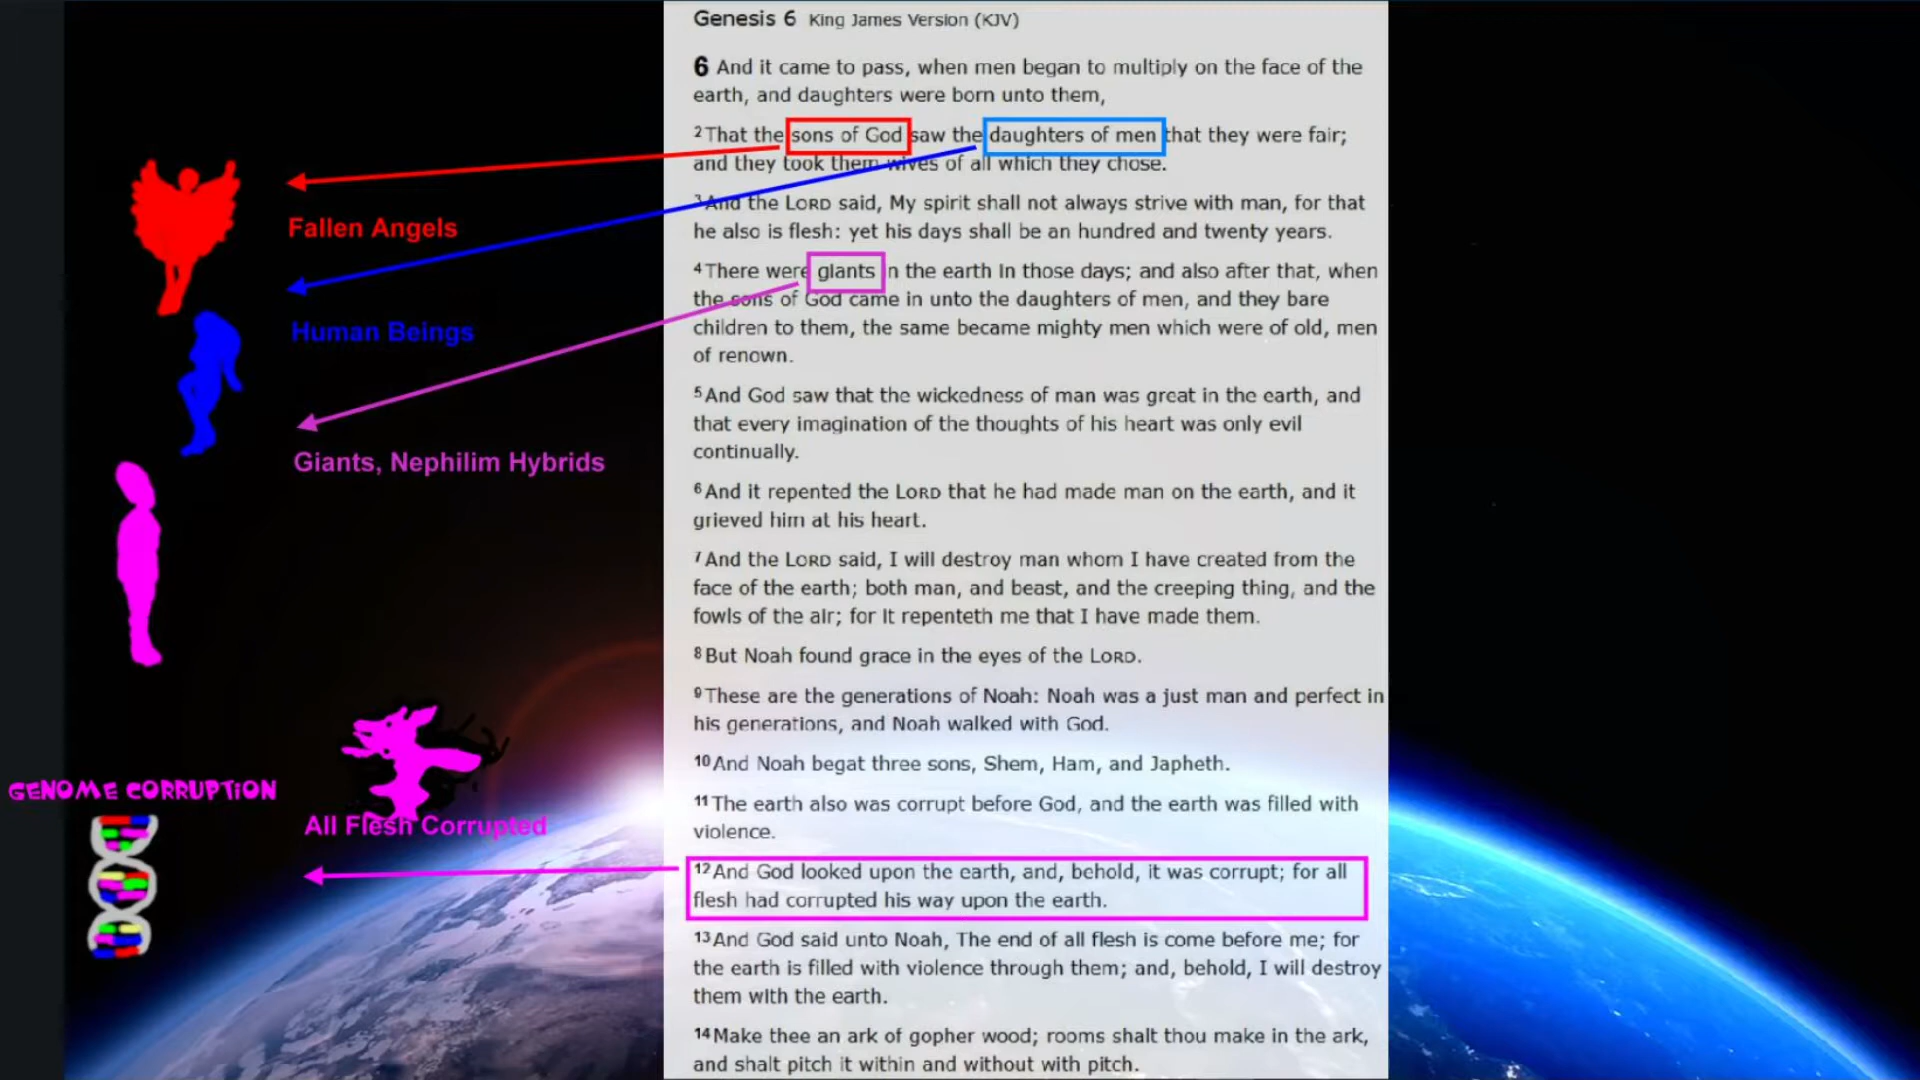 Genesis 6 King James Version (KJV)
6 And it came to pass, when men began to multiply on the face of the
earth, and daughters were born unto them,
2 That the sons of God saw the daughters of men that they were fair;
and they took them wives of all which they chose.
3 And the LORD said, My spirit shall not always strive with man, for that
he also is flesh: yet his days shall be an hundred and twenty years.
4 There were giants in the earth in those days; and also after that, when
the sons of God came in unto the daughters of men, and they bare
children to them, the same became mighty men which were of old, men
of renown.
5 And God saw that the wickedness of man was great in the earth, and
that every imagination of the thoughts of his heart was only evil
continually.
6 And it repented the LORD that he had made man on the earth, and it
grieved him at his heart.
7 And the LORD said, I will destroy man whom I have created from the
face of the earth; both man, and beast, and the creeping thing, and the
fowls of the air; for it repenteth me that I have made them.
8 But Noah found grace in the eyes of the LORD.
9 These are the generations of Noah: Noah was a just man and perfect in
his generations, and Noah walked with God.
10 And Noah begat three sons, Shem, Ham, and Japheth.
11 The earth also was corrupt before God, and the earth was filled with
violence.
12 And God looked upon the earth, and, behold, it was corrupt; for all
flesh had corrupted his way upon the earth.
13 And God said unto Noah, The end of all flesh is come before me; for
the earth is filled with violence through them; and, behold, I will destroy
them with the earth.
14 Make thee an ark of gopher wood; rooms shalt thou make in the ark,
and shalt pitch it within and without with pitch.
Fallen Angels
Human Beings
Giants, Nephilim Hybrids
GENOME CORRUPTION
All Flesh Corrupted